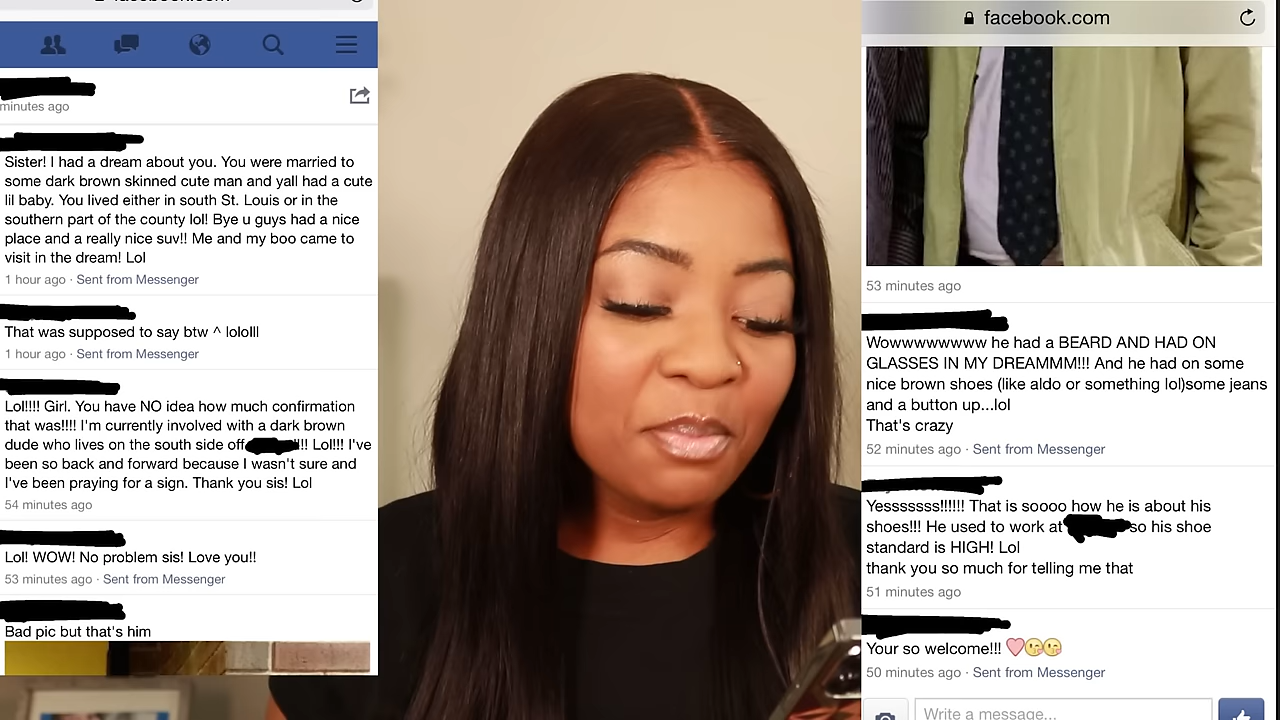 facebook.com
minutes ago
Sister! I had a dream about you. You were married to
some dark brown skinned cute man and yall had a cute
lil baby. You lived either in south St. Louis or in the
southern part of the county lol! Bye u guys had a nice
place and a really nice suv!! Me and my boo came to
visit in the dream! Lol
1 hour ago · Sent from Messenger
That was supposed to say btw ^ lololll
1 hour ago · Sent from Messenger
Lol!!!! Girl. You have NO idea how much confirmation
that was!!!! I'm currently involved with a dark brown
dude who lives on the south side off !! Lol!!! I've
been so back and forward because I wasn't sure and
I've been praying for a sign. Thank you sis! Lol
54 minutes ago
Lol! WOW! No problem sis! Love you!!
53 minutes ago · Sent from Messenger
Bad pic but that's him
facebook.com
53 minutes ago
Wowwwwwwww he had a BEARD AND HAD ON
GLASSES IN MY DREAMMM!!! And he had on some
nice brown shoes (like aldo or something lol)some jeans
and a button up...lol
That's crazy
52 minutes ago · Sent from Messenger
Yesssssss!!!!!! That is soooo how he is about his
shoes!!! He used to work at so his shoe
standard is HIGH! Lol
thank you so much for telling me that
51 minutes ago
Your so welcome!!! 💗😘😘
50 minutes ago · Sent from Messenger
Write a message...